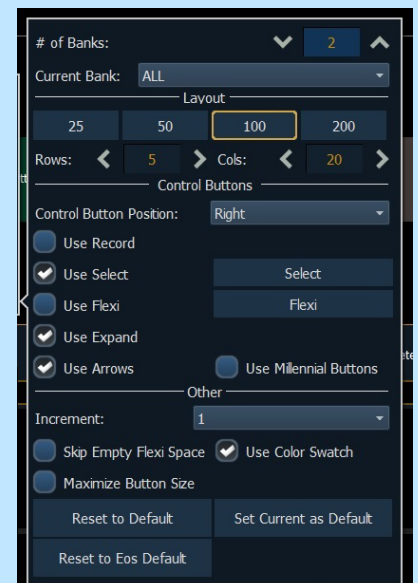 # of Banks: 2
Current Bank: ALL
Layout
25 50 100 200
Rows: 5 Cols: 20
Control Buttons
Control Button Position: Right
Use Record
Use Select Select
Use Flexi Flexi
Use Expand
Use Arrows Use Millennial Buttons
Other
Increment: 1
Skip Empty Flexi Space Use Color Swatch
Maximize Button Size
Reset to Default Set Current as Default
Reset to Eos Default